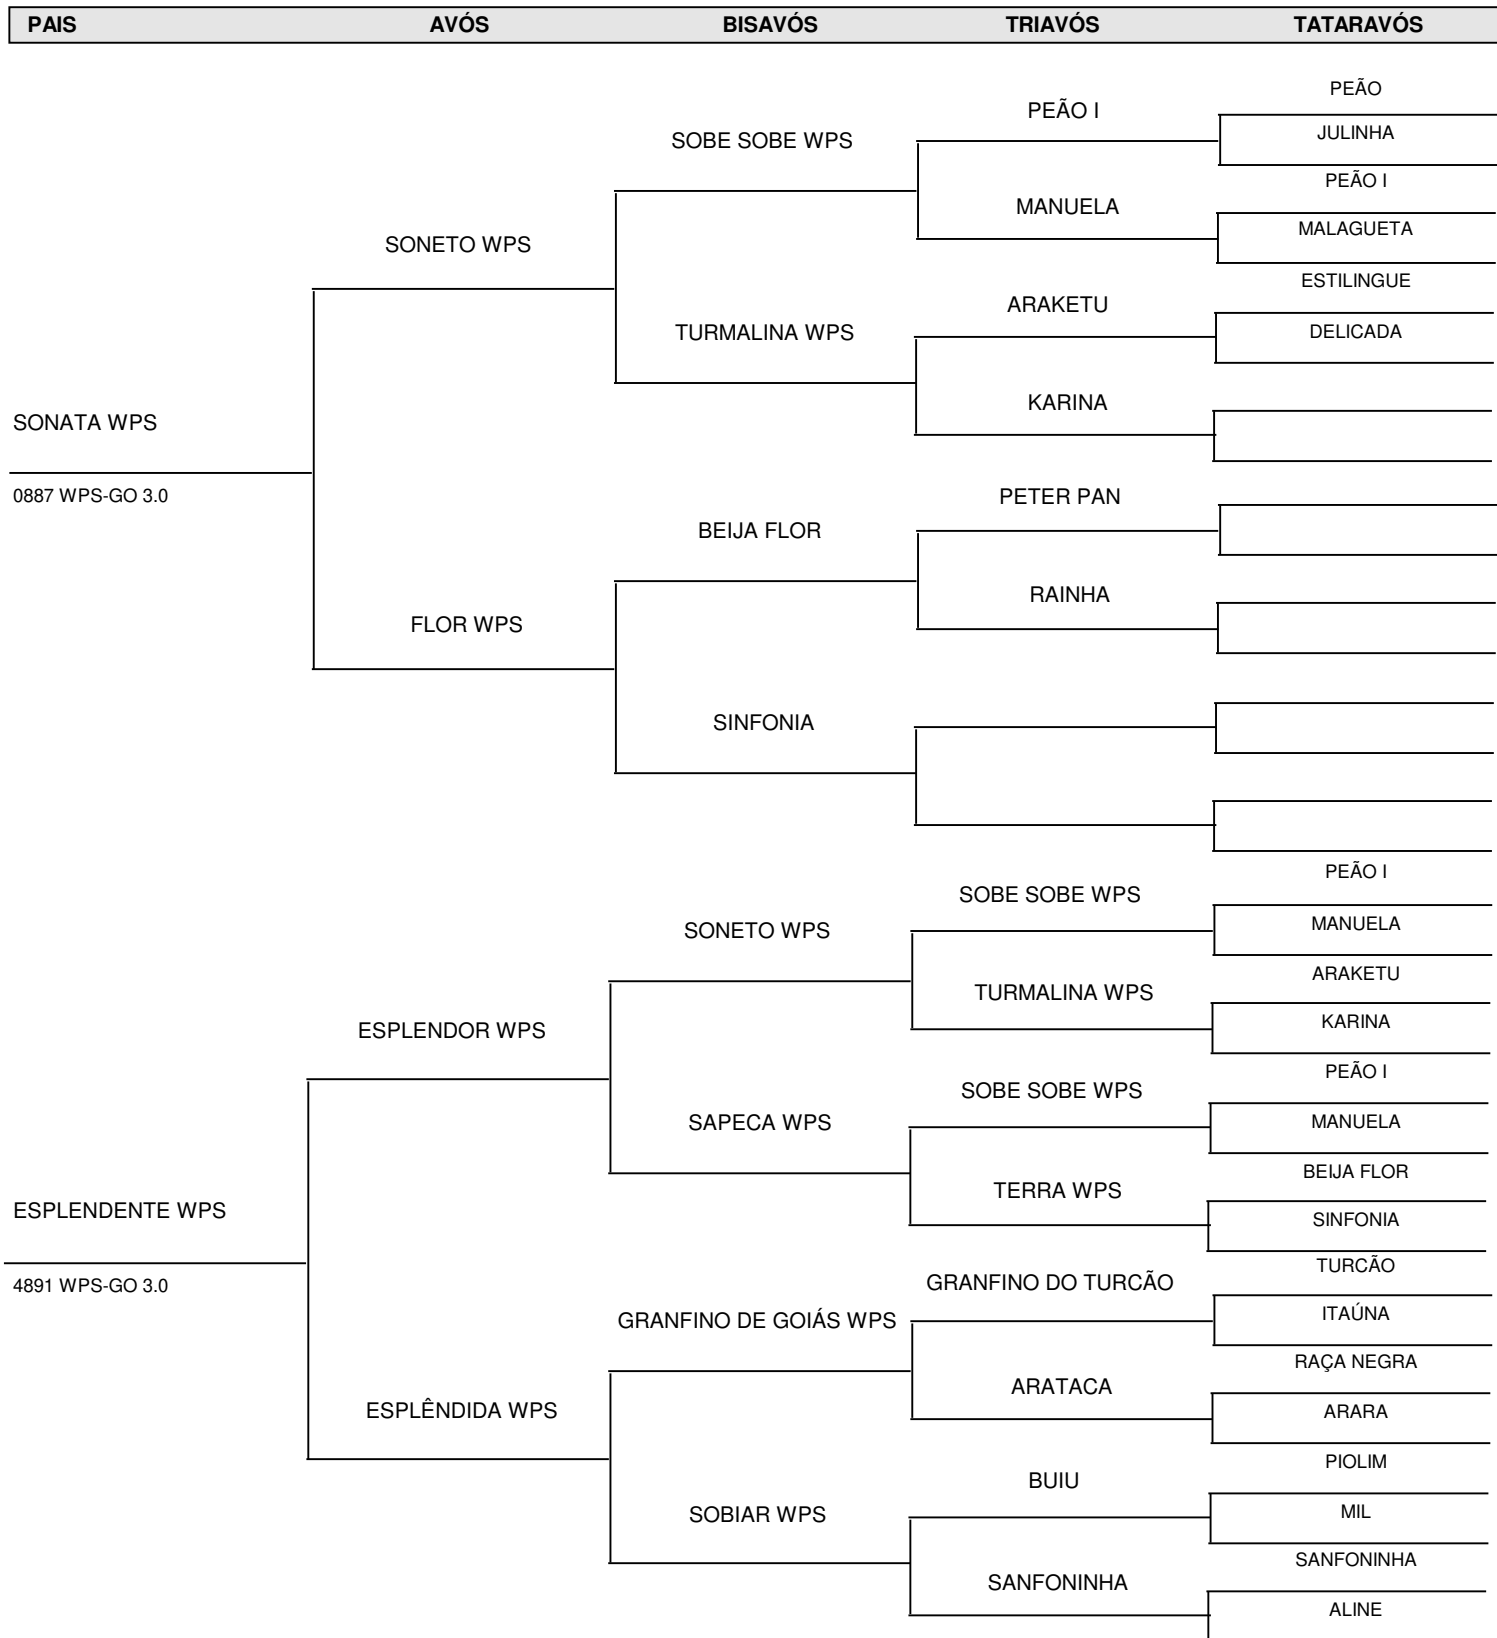 PAIS AVÓS BISAVÓS TRIAVÓS TATARAVÓS
PEÃO
PEÃO I
JULINHA
SOBE SOBE WPS
PEÃO I
MANUELA
MALAGUETA
SONETO WPS
ESTILINGUE
ARAKETU
DELICADA
TURMALINA WPS
KARINA
SONATA WPS
0887 WPS-GO 3.0
PETER PAN
BEIJA FLOR
RAINHA
FLOR WPS
SINFONIA
PEÃO I
SOBE SOBE WPS
MANUELA
SONETO WPS
ARAKETU
TURMALINA WPS
KARINA
ESPLENDOR WPS
PEÃO I
SOBE SOBE WPS
MANUELA
SAPECA WPS
BEIJA FLOR
TERRA WPS
SINFONIA
ESPLENDENTE WPS
4891 WPS-GO 3.0
TURCÃO
GRANFINO DO TURCÃO
ITAÚNA
GRANFINO DE GOIÁS WPS
RAÇA NEGRA
ARATACA
ARARA
ESPLÊNDIDA WPS
PIOLIM
BUIU
MIL
SOBIAR WPS
SANFONINHA
SANFONINHA
ALINE